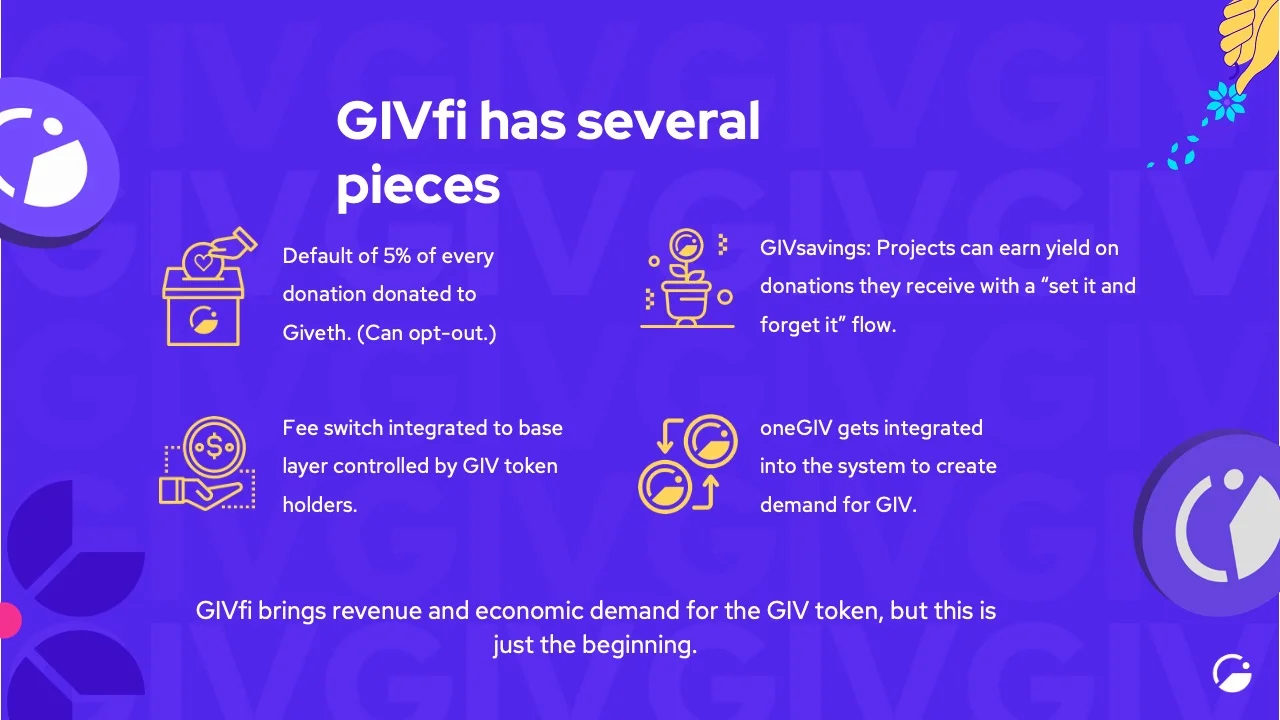 GIVfi has several
pieces
Default of 5% of every
donation donated to
Giveth. (Can opt-out.)
GIVsavings: Projects can earn yield on
donations they receive with a “set it and
forget it” flow.
Fee switch integrated to base
layer controlled by GIV token
holders.
oneGIV gets integrated
into the system to create
demand for GIV.
GIVfi brings revenue and economic demand for the GIV token, but this is
just the beginning.